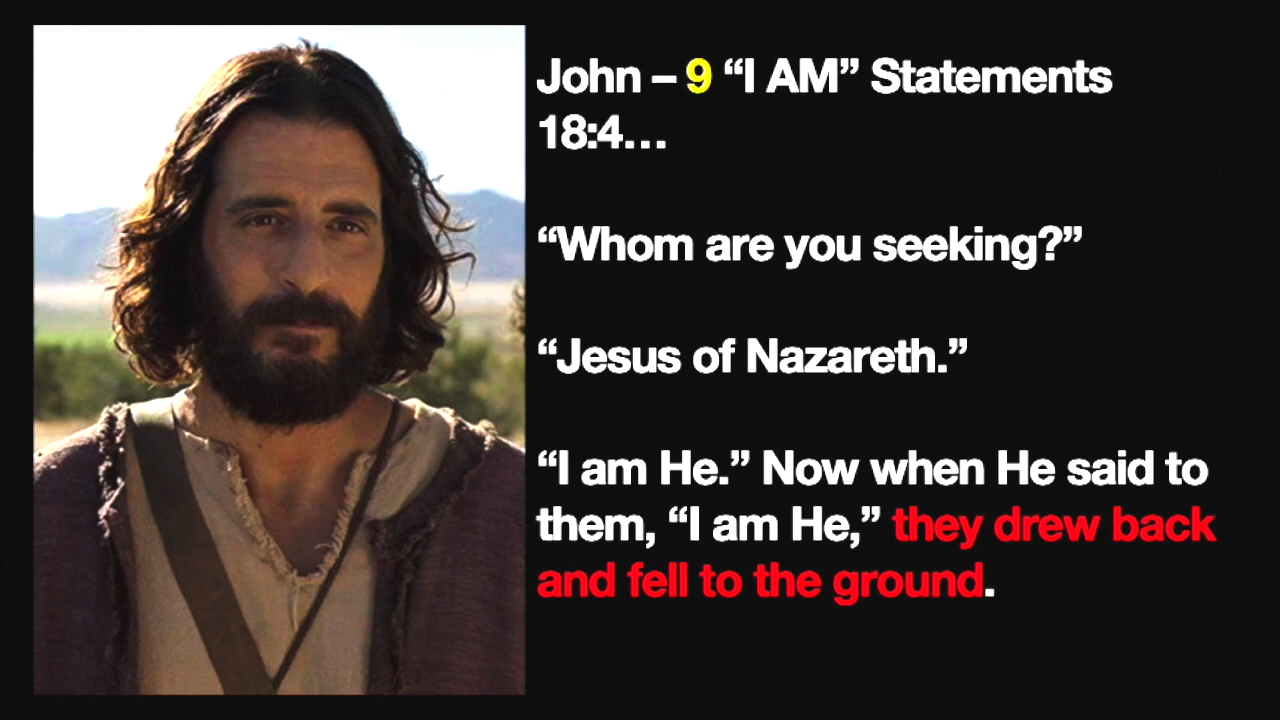 John – 9 “I AM” Statements
18:4…
“Whom are you seeking?”
“Jesus of Nazareth.”
“I am He.” Now when He said to
them, “I am He,” they drew back
and fell to the ground.